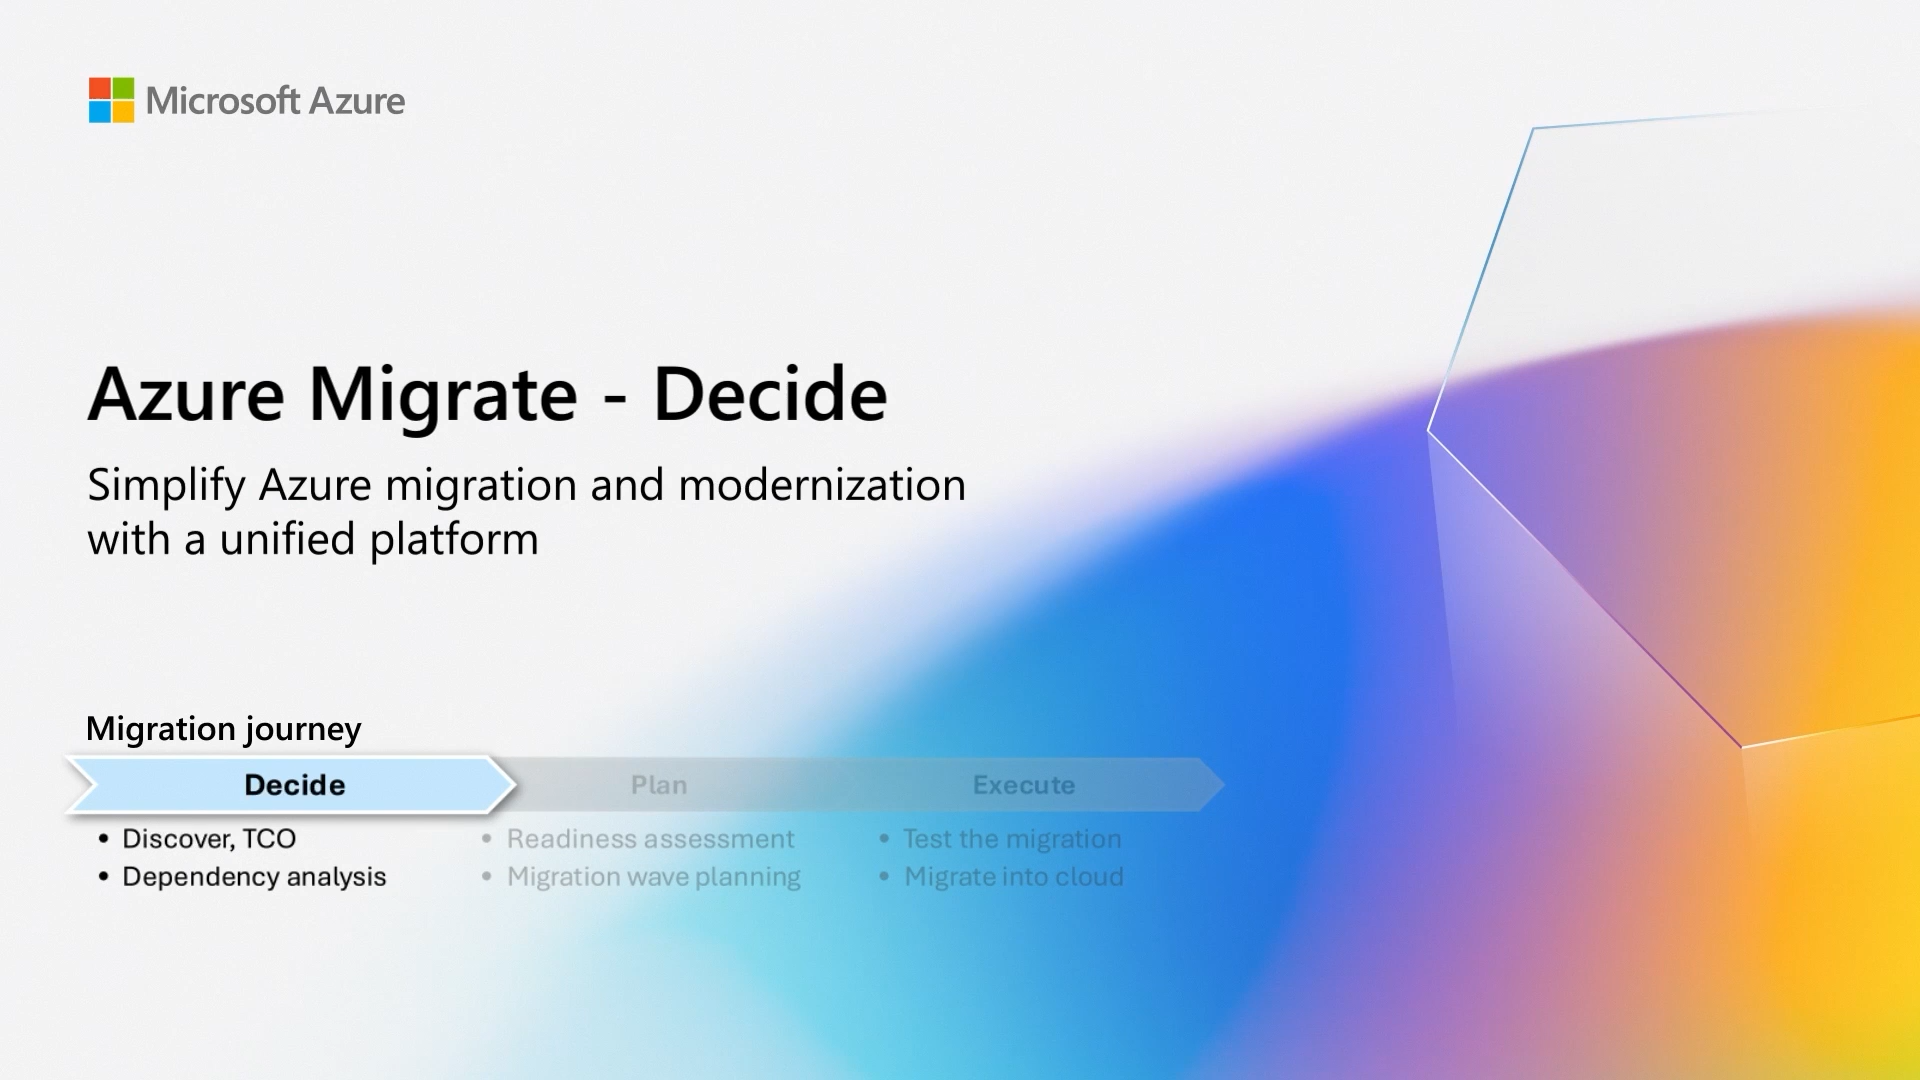 Microsoft Azure
Azure Migrate - Decide
Simplify Azure migration and modernization
with a unified platform
Migration journey
Decide
Plan
Execute
• Discover, TCO
• Dependency analysis
• Readiness assessment
• Migration wave planning
• Test the migration
• Migrate into cloud